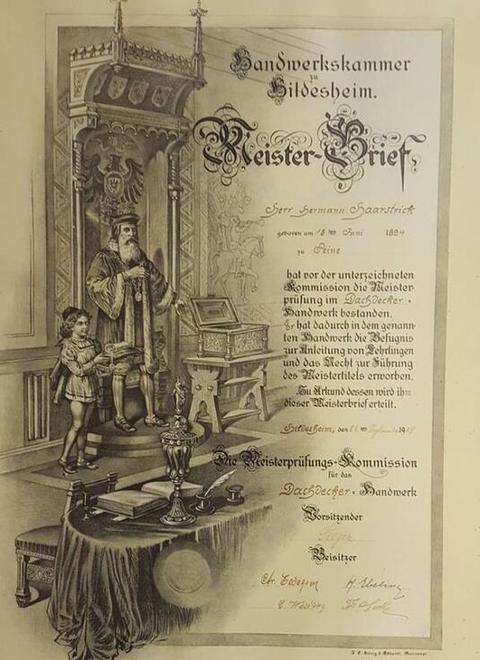 Handwerkskammer
zu
Hildesheim.
Meister-Brief
Herr Hermann Haarstrick
geboren am 18 ten Juni 1894
zu Peine
hat vor der unterzeichneten
Kommission die Meister-
prüfung im Dachdecker-
Handwerk bestanden.
Er hat dadurch in dem genann-
ten Handwerk die Befugnis
zur Anleitung von Lehrlingen
und das Recht zur Führung
des Meistertitels erworben.
Zu Urkund dessen wird ihm
dieser Meisterbrief erteilt.
Hildesheim, den
Die Meisterprüfungs-Kommission
für das
Dachdecker-Handwerk
Vorsitzender
Beisitzer
H. Ebeling